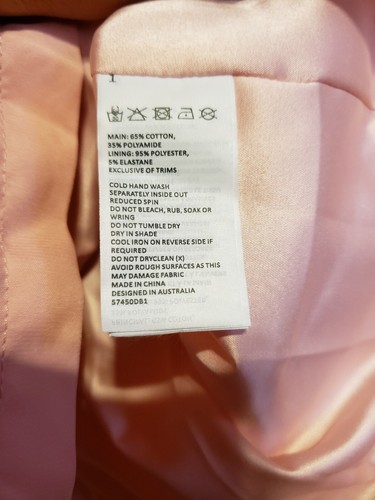 1
MAIN: 65% COTTON,
35% POLYAMIDE
LINING: 95% POLYESTER,
5% ELASTANE
EXCLUSIVE OF TRIMS
COLD HAND WASH
SEPARATELY INSIDE OUT
REDUCED SPIN
DO NOT BLEACH, RUB, SOAK OR
WRING
DO NOT TUMBLE DRY
DRY IN SHADE
COOL IRON ON REVERSE SIDE IF
REQUIRED
DO NOT DRYCLEAN (X)
AVOID ROUGH SURFACES AS THIS
MAY DAMAGE FABRIC
MADE IN CHINA
DESIGNED IN AUSTRALIA
57450DB1